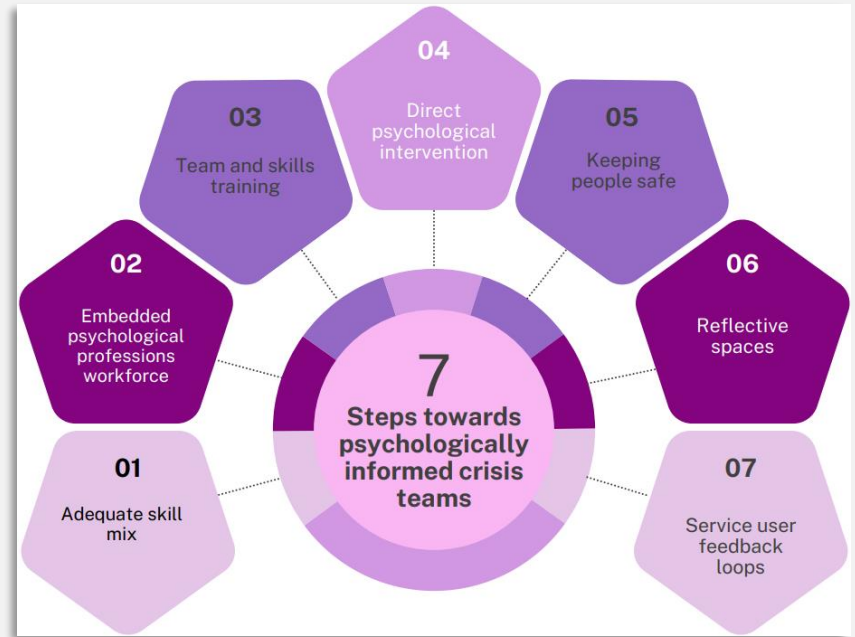 04
Direct
psychological
intervention
03
Team and skills
training
05
Keeping
people safe
02
Embedded
psychological
professions
workforce
06
Reflective
spaces
7
Steps towards
psychologically
informed crisis
teams
01
Adequate skill
mix
07
Service user
feedback
loops